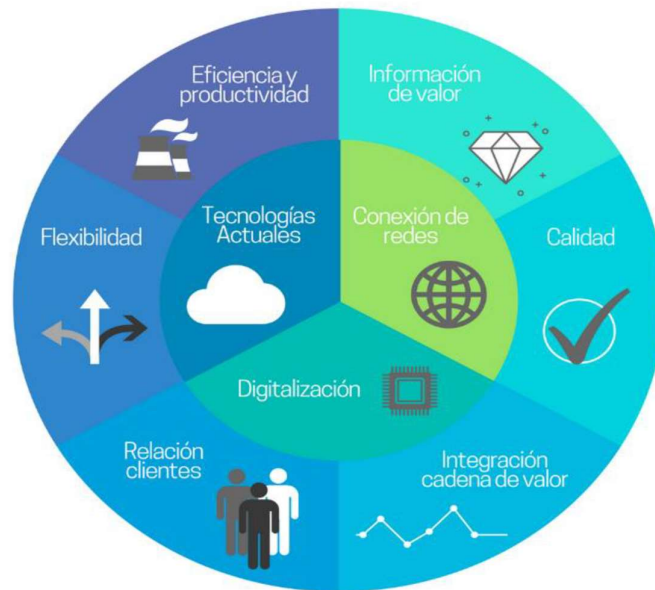 Eficiencia y
productividad
Información
de valor
Flexibilidad
Tecnologías
Actuales
Conexión de
redes
Calidad
Digitalización
Relación
clientes
Integración
cadena de valor